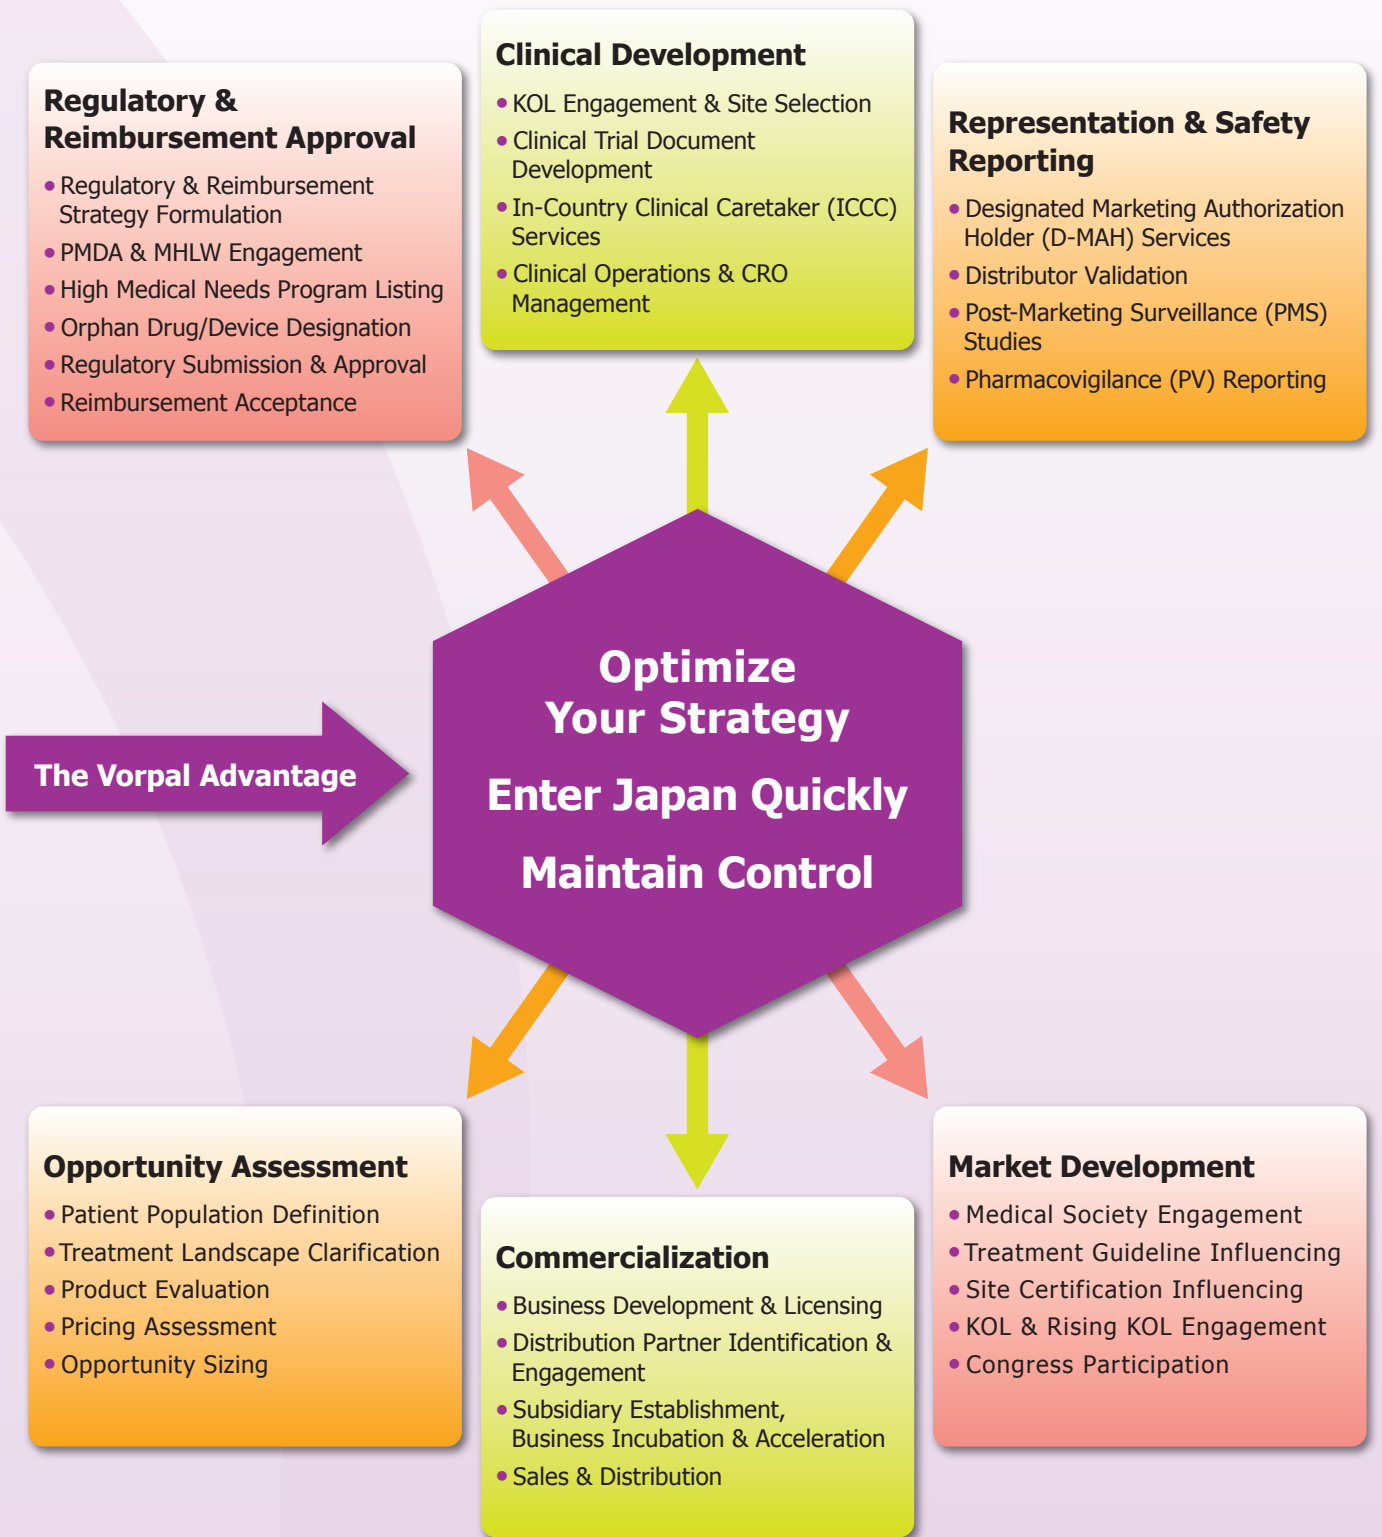 Regulatory &
Reimbursement Approval
• Regulatory & Reimbursement
Strategy Formulation
• PMDA & MHLW Engagement
• High Medical Needs Program Listing
• Orphan Drug/Device Designation
• Regulatory Submission & Approval
• Reimbursement Acceptance
Clinical Development
• KOL Engagement & Site Selection
• Clinical Trial Document
Development
• In-Country Clinical Caretaker (ICCC)
Services
• Clinical Operations & CRO
Management
Representation & Safety
Reporting
• Designated Marketing Authorization
Holder (D-MAH) Services
• Distributor Validation
• Post-Marketing Surveillance (PMS)
Studies
• Pharmacovigilance (PV) Reporting
The Vorpal Advantage
Optimize
Your Strategy
Enter Japan Quickly
Maintain Control
Opportunity Assessment
• Patient Population Definition
• Treatment Landscape Clarification
• Product Evaluation
• Pricing Assessment
• Opportunity Sizing
Commercialization
• Business Development & Licensing
• Distribution Partner Identification &
Engagement
• Subsidiary Establishment,
Business Incubation & Acceleration
• Sales & Distribution
Market Development
• Medical Society Engagement
• Treatment Guideline Influencing
• Site Certification Influencing
• KOL & Rising KOL Engagement
• Congress Participation